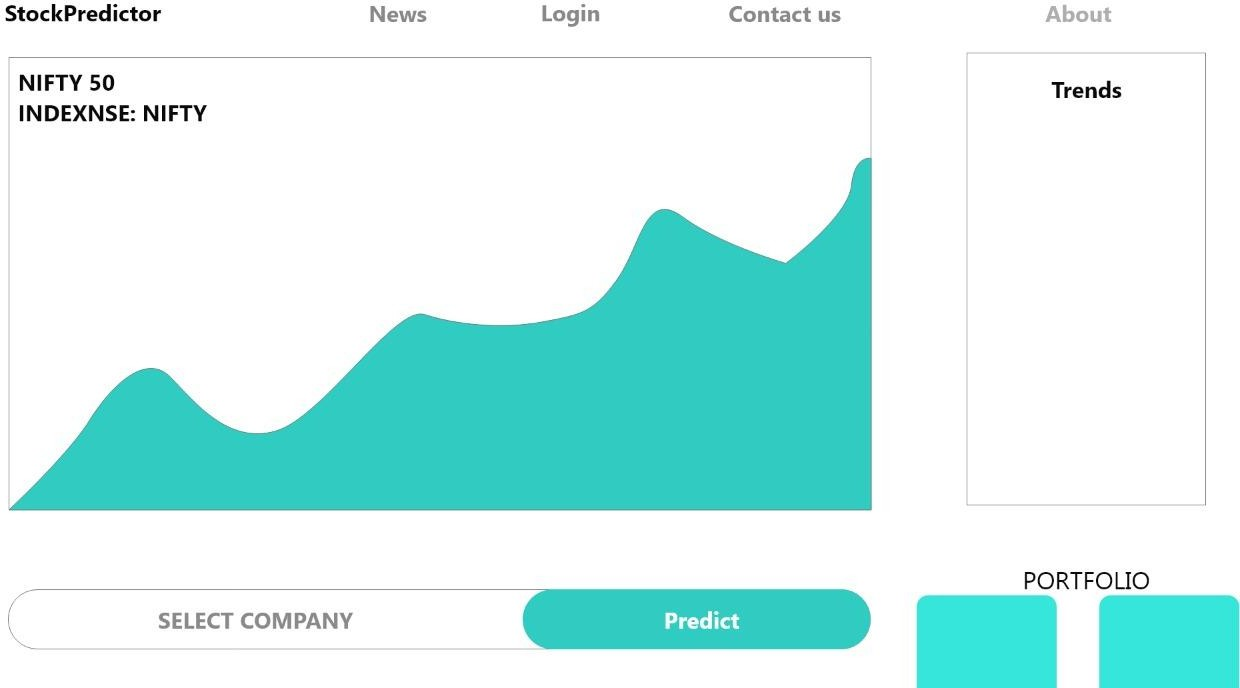 StockPredictor News Login Contact us About
NIFTY 50
INDEXNSE: NIFTY
Trends
SELECT COMPANY Predict
PORTFOLIO